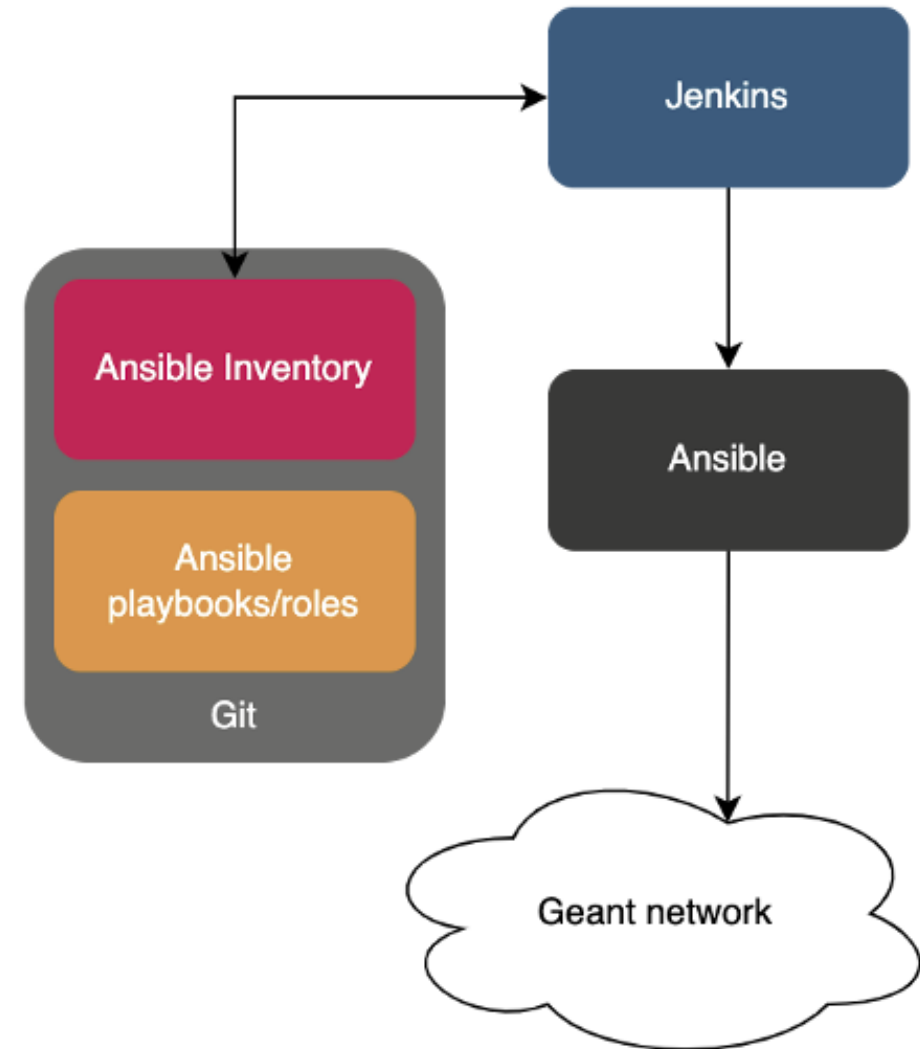 Jenkins
Ansible Inventory
Ansible
Ansible
playbooks/roles
Git
Geant network